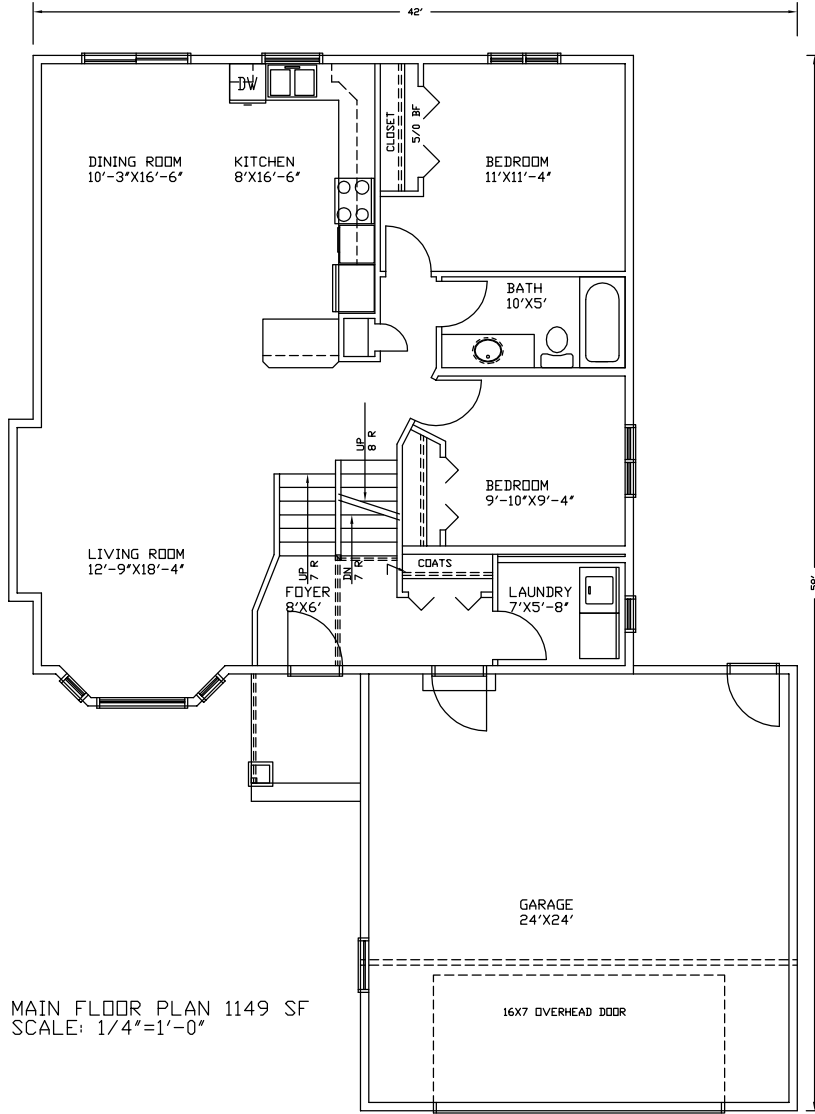 42'
DW
DINING ROOM
10'-3"X16'-6"
KITCHEN
8'X16'-6"
CLOSET
5/0 BF
BEDROOM
11'X11'-4"
BATH
10'X5'
UP
8 R
BEDROOM
9'-10"X9'-4"
LIVING ROOM
12'-9"X18'-4"
UP
7 R
DN
7 R
COATS
FOYER
8'X6'
LAUNDRY
7'X5'-8"
GARAGE
24'X24'
16X7 OVERHEAD DOOR
MAIN FLOOR PLAN 1149 SF
SCALE: 1/4"=1'-0"